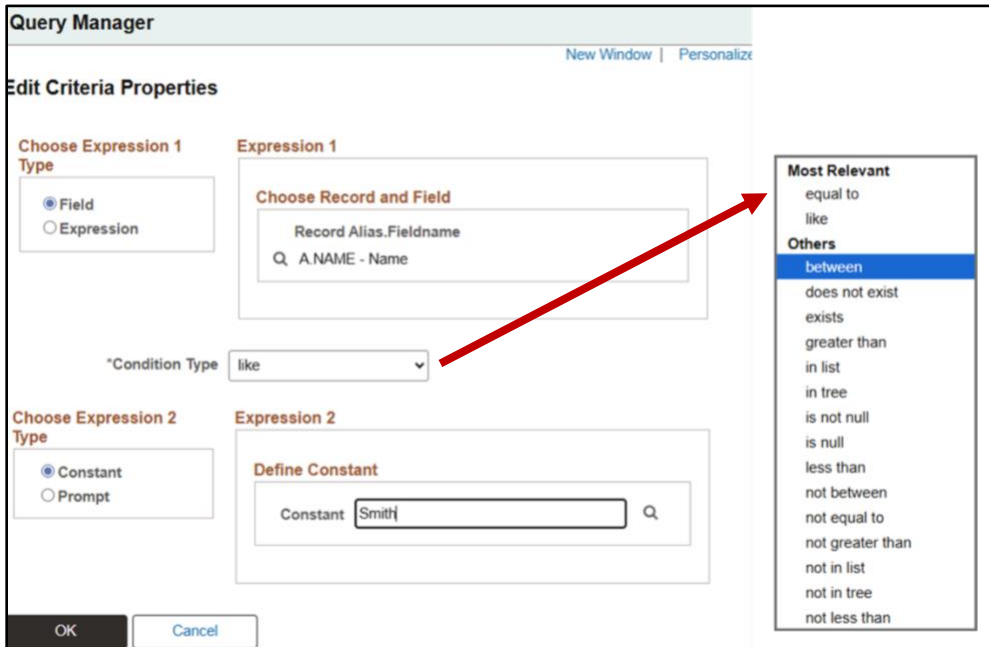 Query Manager
New Window | Personalize
Edit Criteria Properties
Choose Expression 1
Type
Field
Expression
Expression 1
Choose Record and Field
Record Alias.Fieldname
A.NAME - Name
*Condition Type like
Choose Expression 2
Type
Constant
Prompt
Expression 2
Define Constant
Constant Smith
OK Cancel
Most Relevant
equal to
like
Others
between
does not exist
exists
greater than
in list
in tree
is not null
is null
less than
not between
not equal to
not greater than
not in list
not in tree
not less than